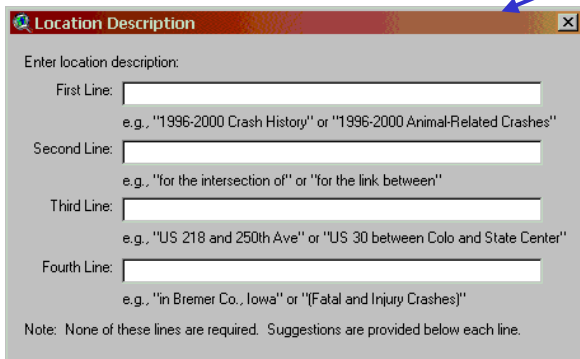 Location Description
Enter location description:
First Line:
e.g., "1996-2000 Crash History" or "1996-2000 Animal-Related Crashes"
Second Line:
e.g., "for the intersection of" or "for the link between"
Third Line:
e.g., "US 218 and 250th Ave" or "US 30 between Colo and State Center"
Fourth Line:
e.g., "in Bremer Co., Iowa" or "(Fatal and Injury Crashes)"
Note: None of these lines are required. Suggestions are provided below each line.